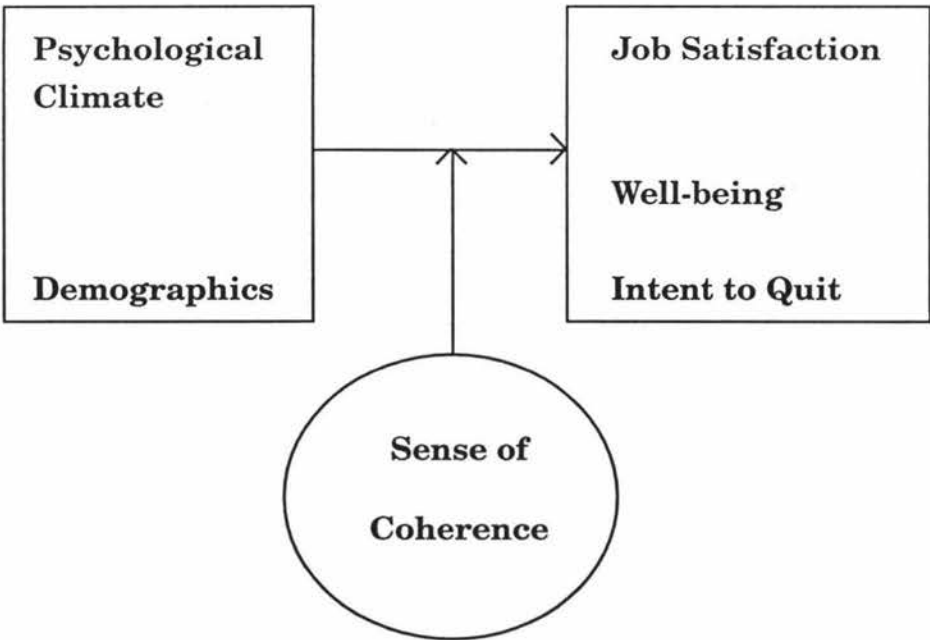 Psychological
Climate
Demographics
Job Satisfaction
Well-being
Intent to Quit
Sense of
Coherence